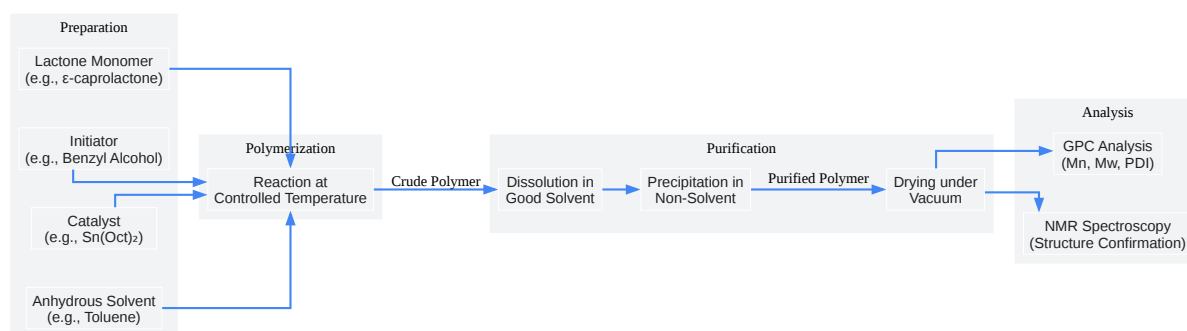 Preparation
Lactone Monomer
(e.g., ε-caprolactone)
Initiator
(e.g., Benzyl Alcohol)
Catalyst
(e.g., Sn(Oct)₂)
Anhydrous Solvent
(e.g., Toluene)
Polymerization
Reaction at
Controlled Temperature
Crude Polymer
Purification
Dissolution in
Good Solvent
Precipitation in
Non-Solvent
Purified Polymer
Drying under
Vacuum
Analysis
GPC Analysis
(Mn, Mw, PDI)
NMR Spectroscopy
(Structure Confirmation)